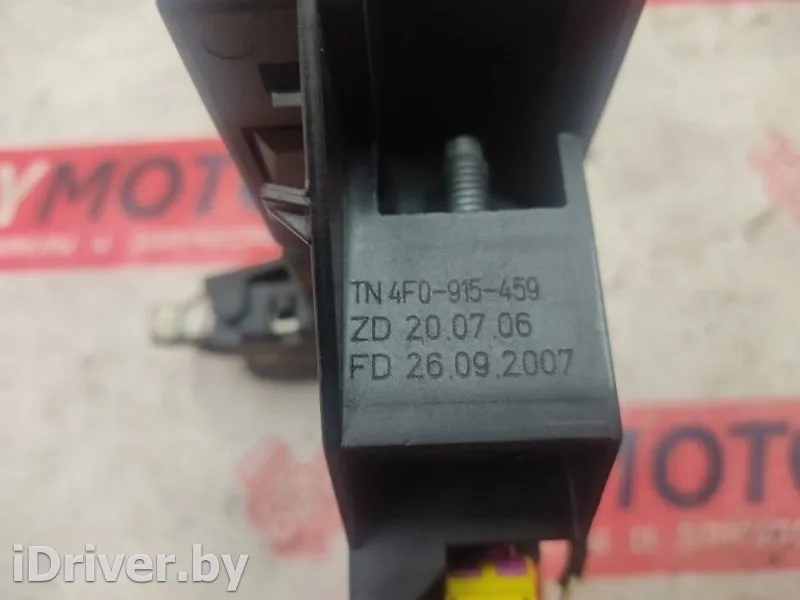 YMOTO
TN 4F0-915-459
ZD 20.07.06
FD 26.09.2007
MOTO
iDriver.by